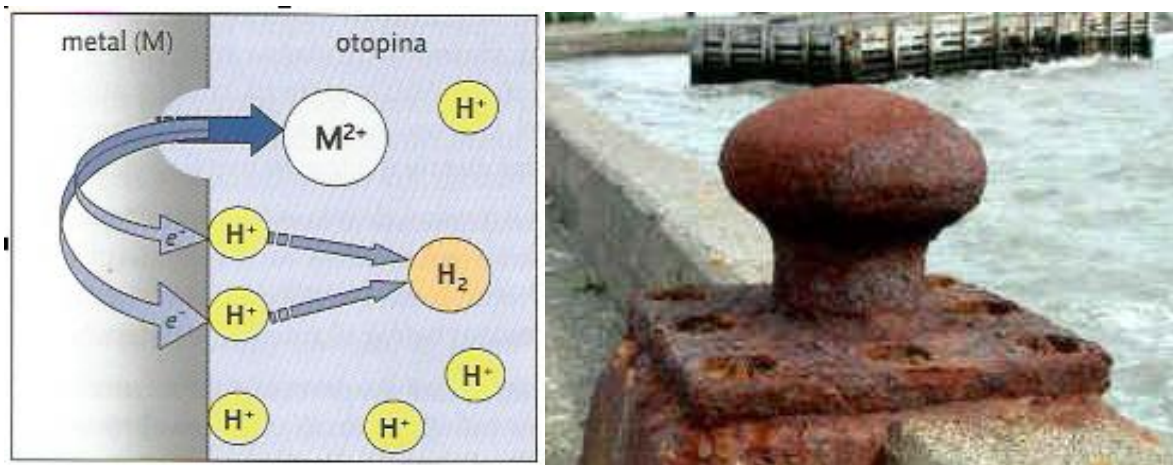 metal (M)
otopina
H⁺
M²⁺
e⁻
H⁺
H₂
e⁻
H⁺
H⁺
H⁺
H⁺